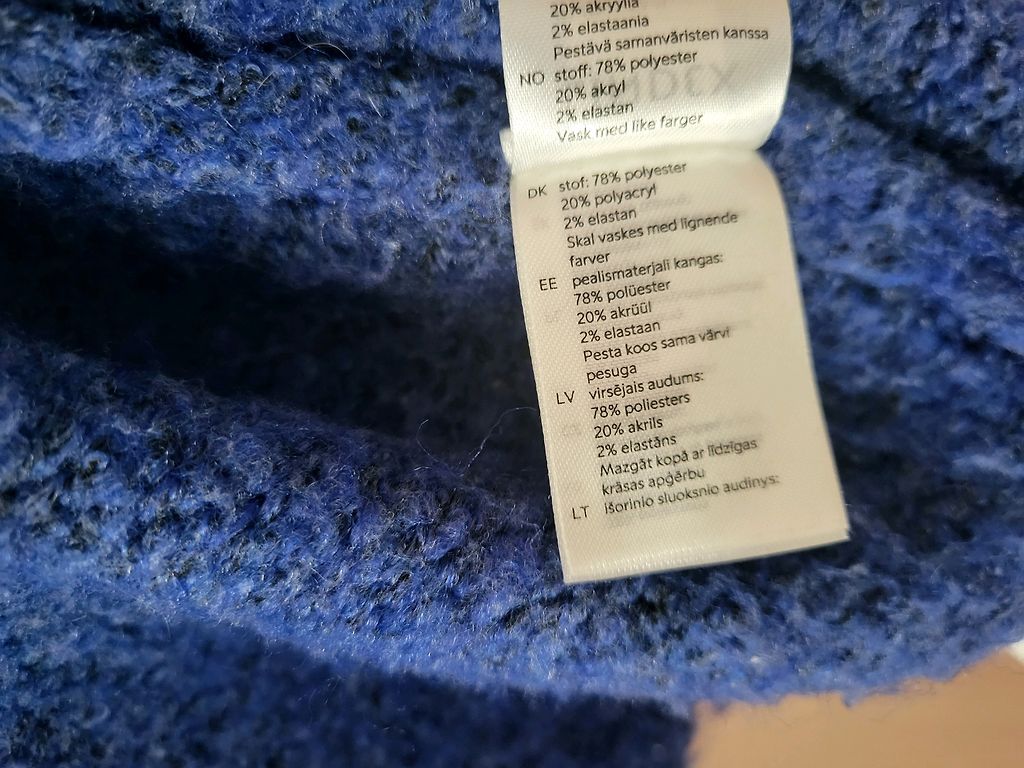 20% akryylia
2% elastaania
Pestävä samanväristen kanssa
NO stoff: 78% polyester
20% akryl
2% elastan
Vask med like farger
DK stof: 78% polyester
20% polyacryl
2% elastan
Skal vaskes med lignende
farver
EE pealismaterjali kangas:
78% polüester
20% akrüül
2% elastaan
Pesta koos sama värvi
pesuga
LV virsējais audums:
78% poliesters
20% akrils
2% elastāns
Mazgāt kopā ar līdzīgas
krāsas apģērbu
LT išorinio sluoksnio audinys: